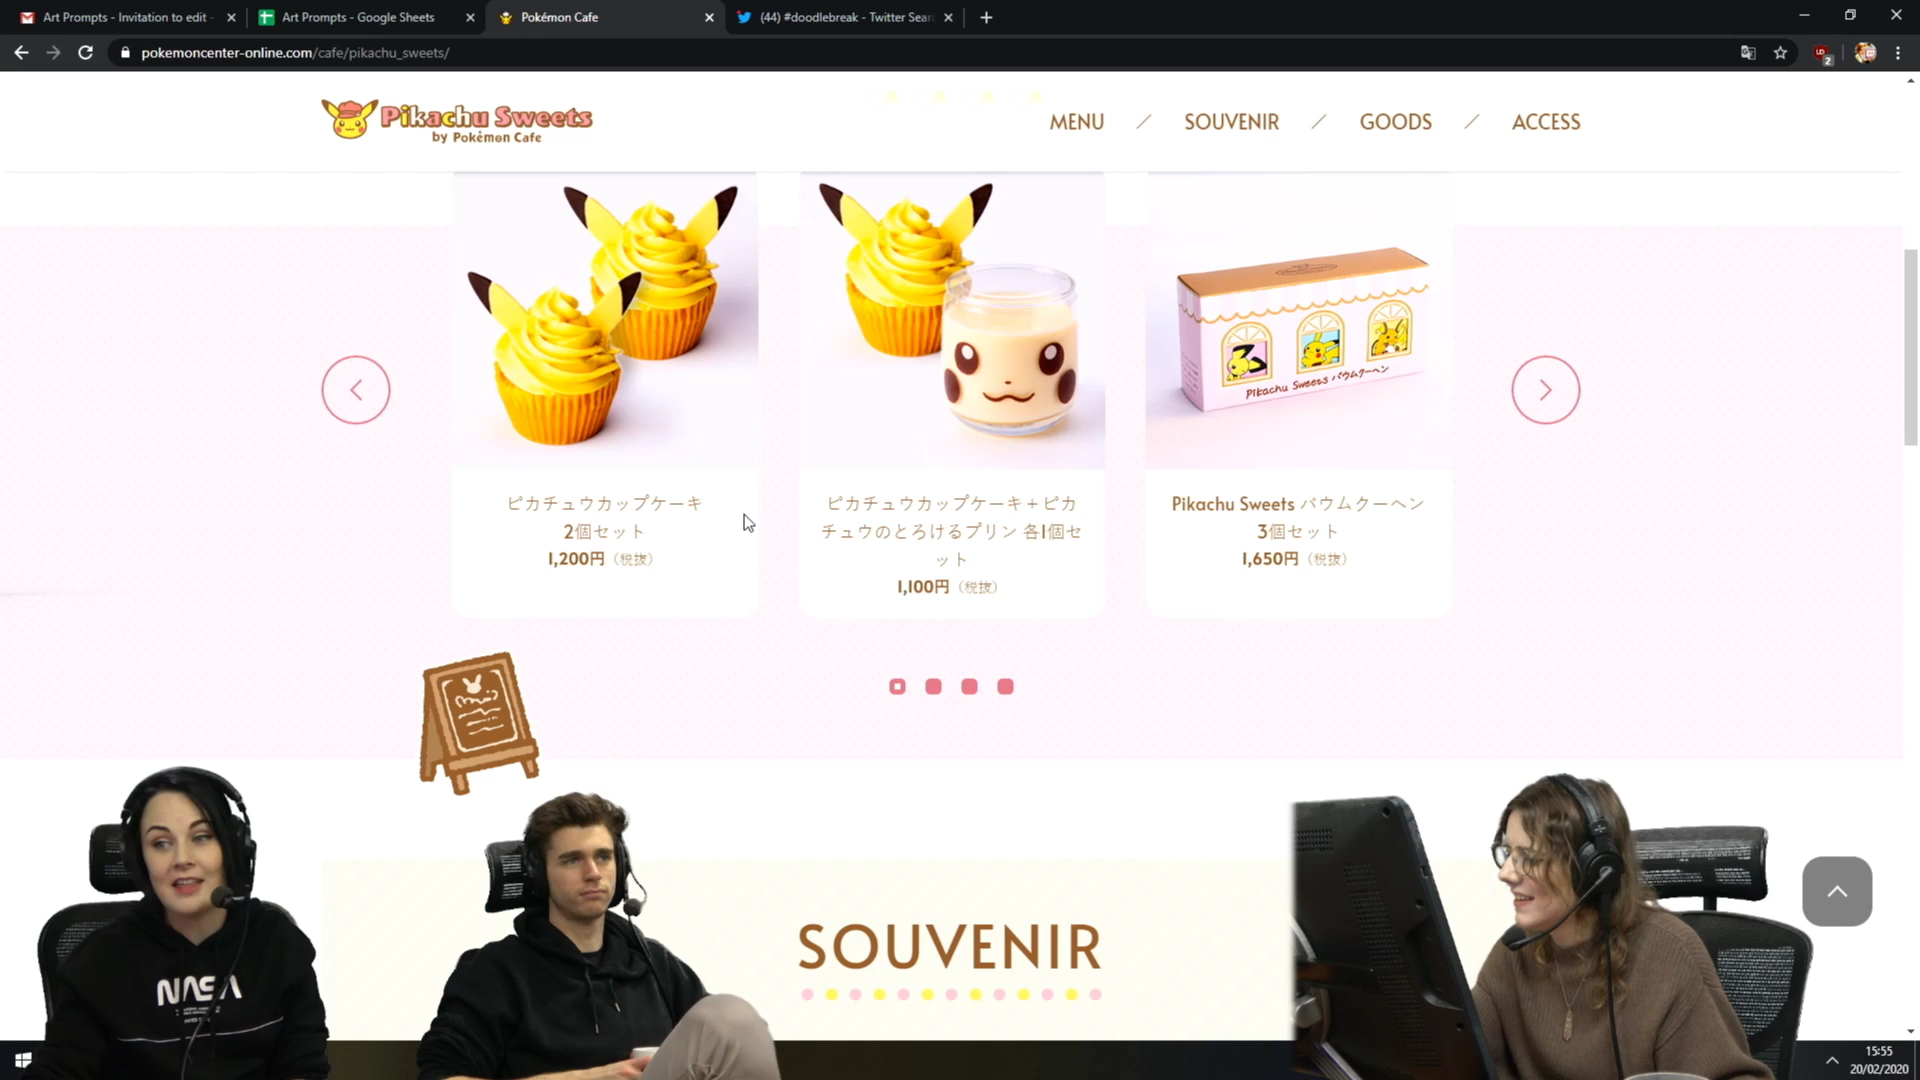 Art Prompts - Invitation to edit -
Art Prompts - Google Sheets
Pokémon Cafe
(44) #doodlebreak - Twitter Sear
pokemoncenter-online.com/cafe/pikachu_sweets/
2
Pikachu Sweets
by Pokémon Cafe
MENU
SOUVENIR
GOODS
ACCESS
Pikachu Sweets バウムクーヘン
ピカチュウカップケーキ
2個セット
1,200円（税抜）
ピカチュウカップケーキ＋ピカ
チュウのとろけるプリン 各1個セ
ット
1,100円（税抜）
Pikachu Sweets バウムクーヘン
3個セット
1,650円（税抜）
SOUVENIR
NASA
15:55
20/02/2020